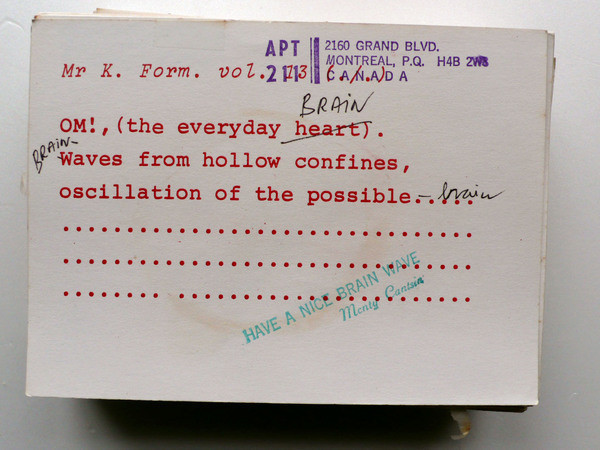 APT 2160 GRAND BLVD.
211 MONTREAL, P.Q. H4B 2W8
CANADA
Mr K. Form. vol. 13 (././.)
BRAIN
OM!,(the everyday heart).
BRAIN-
Waves from hollow confines,
oscillation of the possible..... - brain
................................
................................
......... .......................
HAVE A NICE BRAIN WAVE
Monty Cantsin